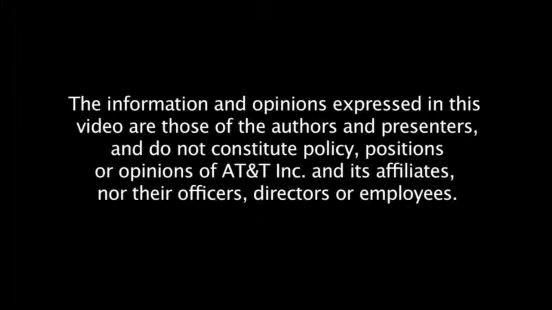 The information and opinions expressed in this
video are those of the authors and presenters,
and do not constitute policy, positions
or opinions of AT&T Inc. and its affiliates,
nor their officers, directors or employees.